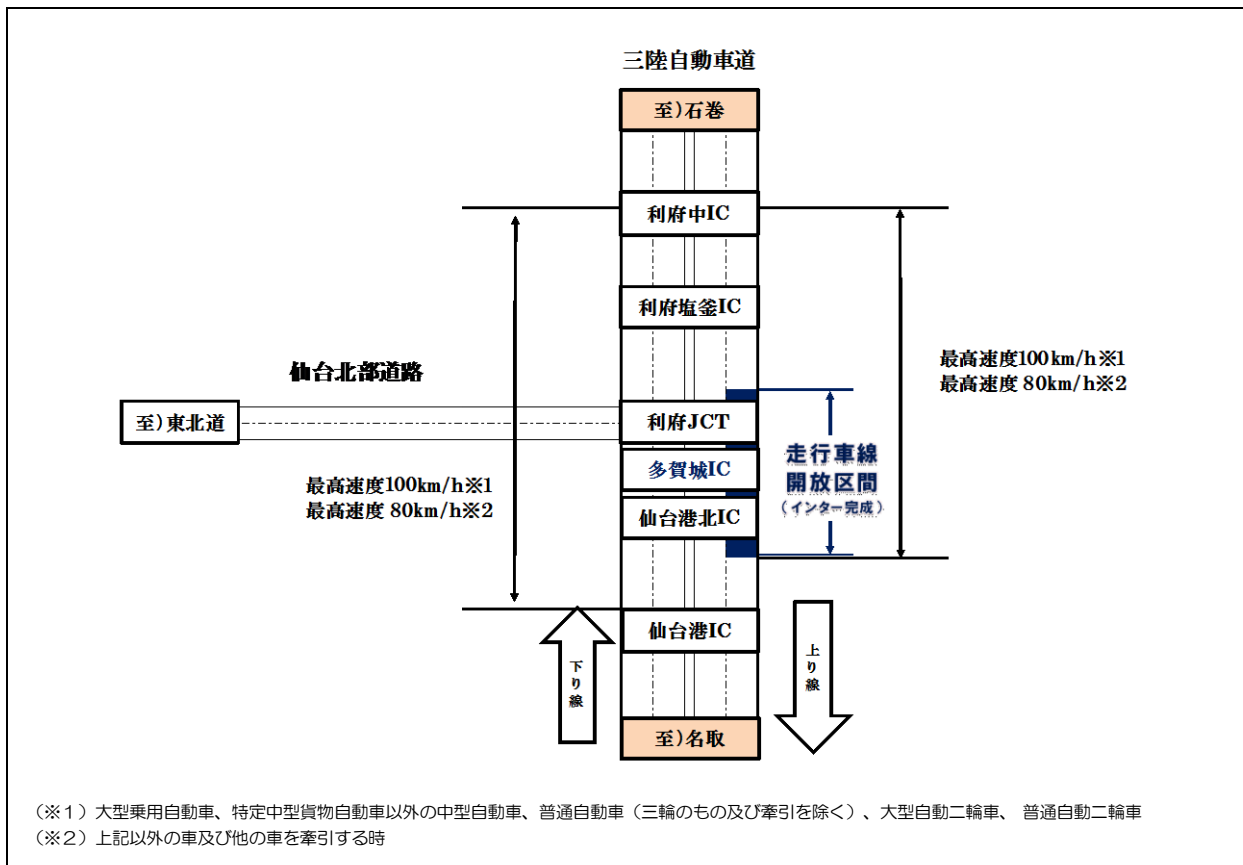 三陸自動車道
至）石巻
利府中IC
利府塩釜IC
最高速度100km/h※1
最高速度 80km/h※2
仙台北部道路
至）東北道
利府JCT
走行車線
開放区間
（インター完成）
多賀城IC
最高速度100km/h※1
最高速度 80km/h※2
仙台港北IC
仙台港IC
下り線
上り線
至）名取
（※１）大型乗用自動車、特定中型貨物自動車以外の中型自動車、普通自動車（三輪のもの及び牽引を除く）、大型自動二輪車、 普通自動二輪車
（※２）上記以外の車及び他の車を牽引する時